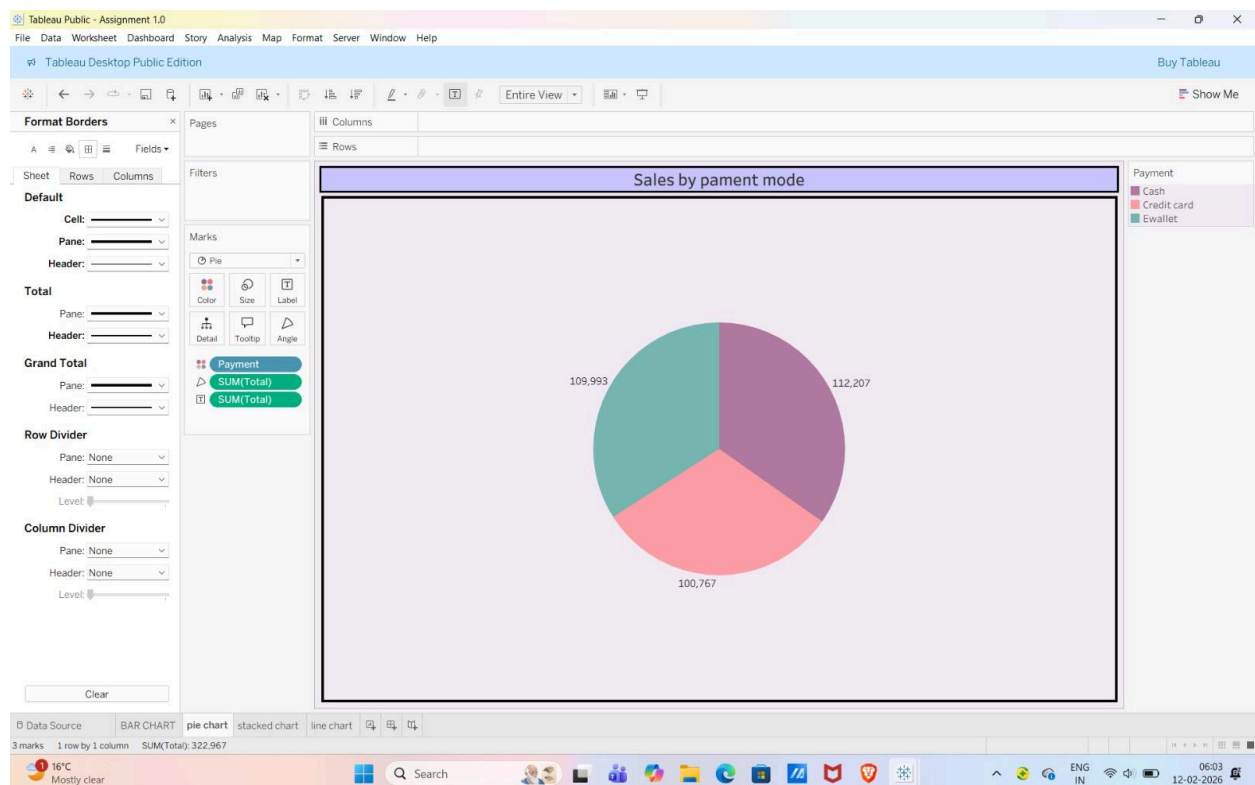 Tableau Public - Assignment 1.0
File Data Worksheet Dashboard Story Analysis Map Format Server Window Help
Tableau Desktop Public Edition
Buy Tableau
Entire View
Show Me
Format Borders
Fields
Sheet Rows Columns
Default
Cell:
Pane:
Header:
Total
Pane:
Header:
Grand Total
Pane:
Header:
Row Divider
Pane: None
Header: None
Level:
Column Divider
Pane: None
Header: None
Level:
Clear
Pages
Filters
Marks
Pie
Color Size Label
Detail Tooltip Angle
Payment
SUM(Total)
SUM(Total)
Columns
Rows
Sales by pament mode
109,993
112,207
100,767
Payment
Cash
Credit card
Ewallet
Data Source BAR CHART pie chart stacked chart line chart
3 marks 1 row by 1 column SUM(Total): 322,967
1
16°C
Mostly clear
Search
ENG
IN
06:03
12-02-2026